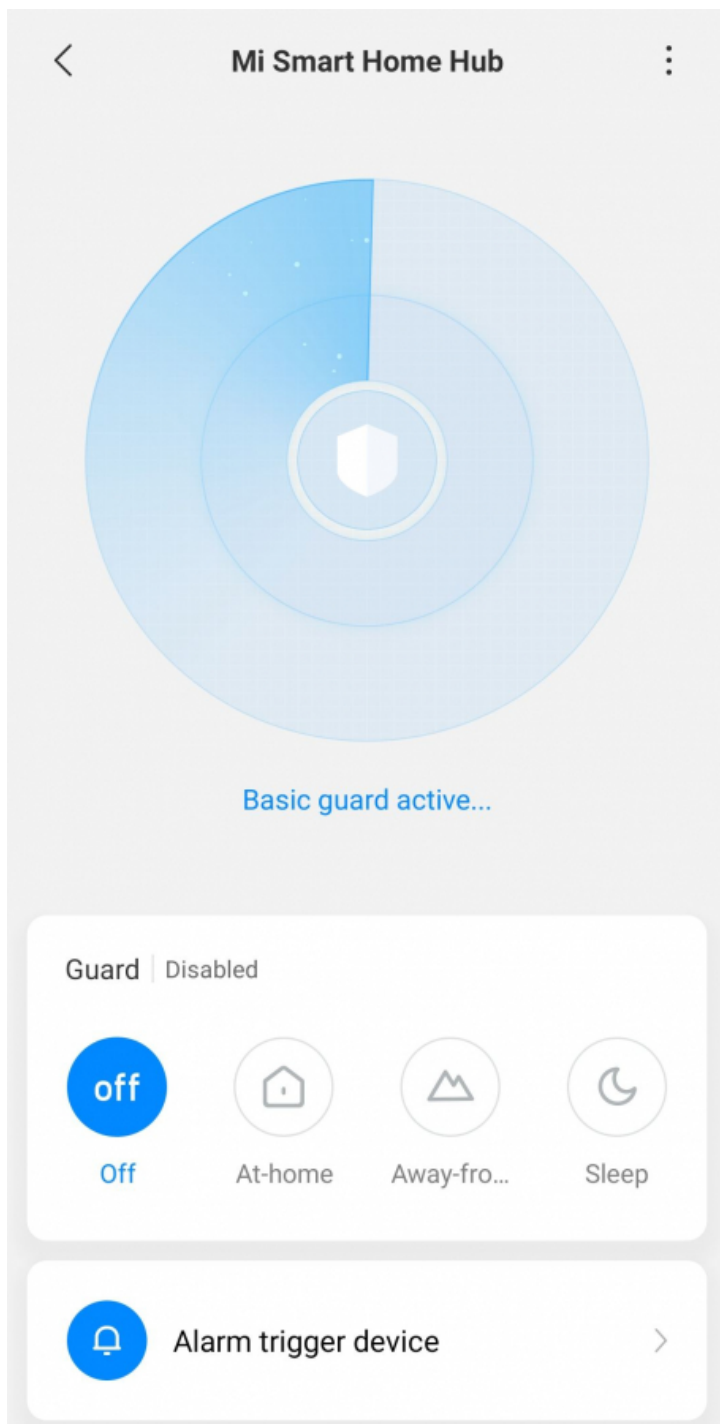 Mi Smart Home Hub
Basic guard active...
Guard | Disabled
off
Off At-home Away-fro... Sleep
Alarm trigger device